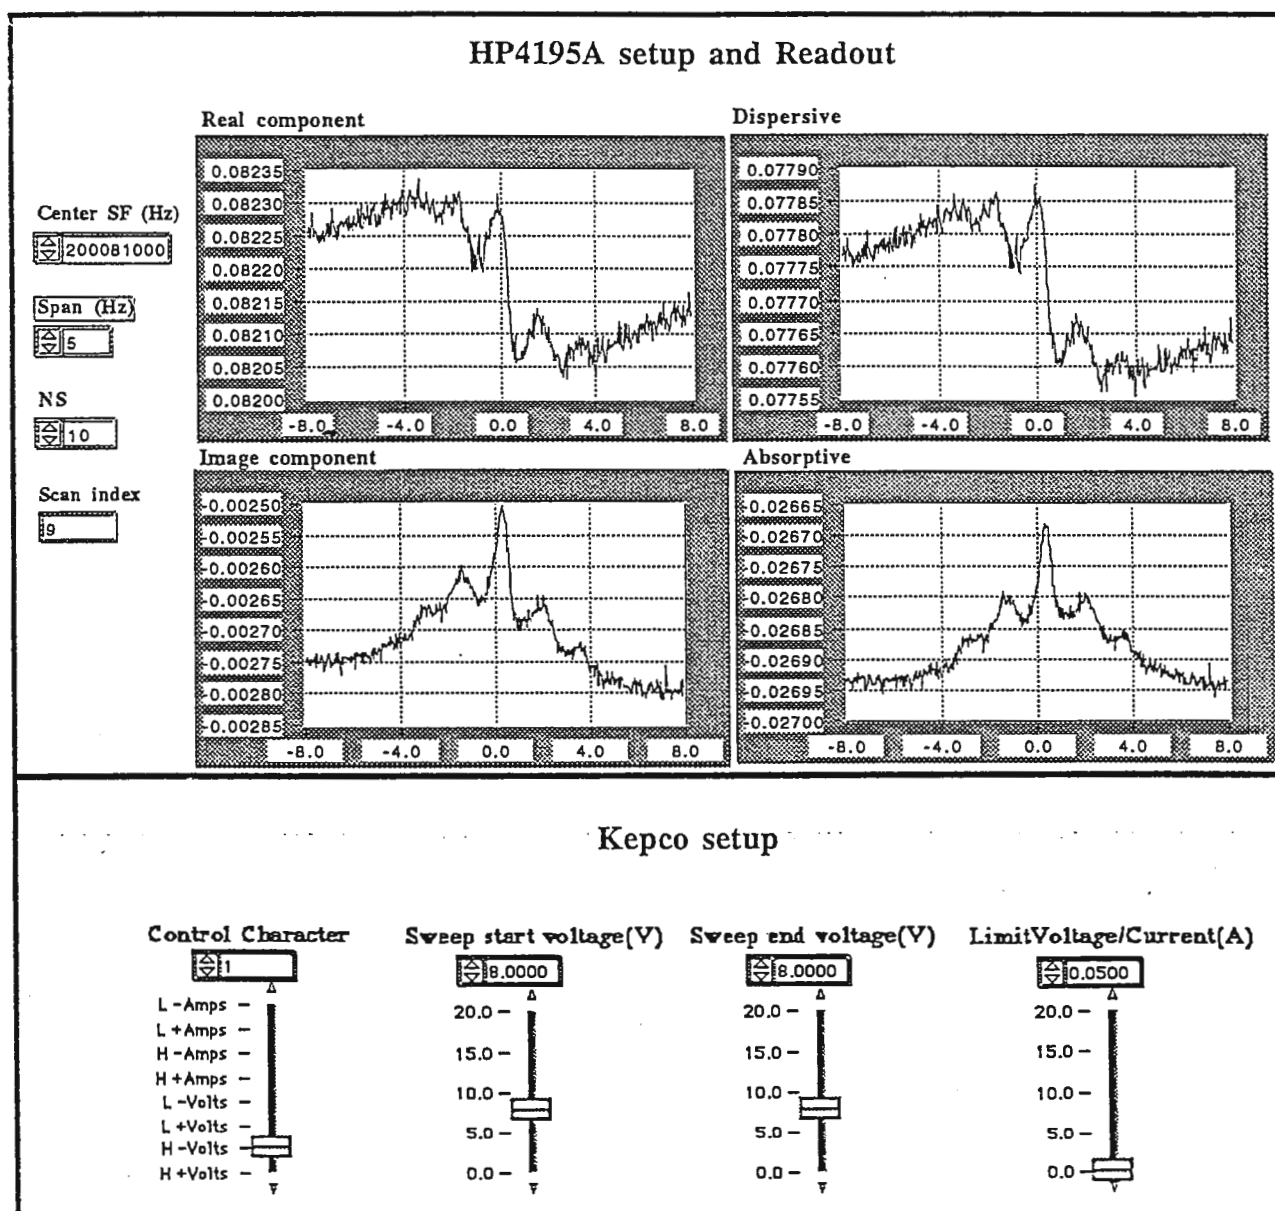 HP4195A setup and Readout
Real component
0.08235
0.08230
0.08225
0.08220
0.08215
0.08210
0.08205
0.08200
-8.0 -4.0 0.0 4.0 8.0
Dispersive
0.07790
0.07785
0.07780
0.07775
0.07770
0.07765
0.07760
0.07755
-8.0 -4.0 0.0 4.0 8.0
Center SF (Hz)
200081000
Span (Hz)
5
NS
10
Scan index
9
Image component
-0.00250
-0.00255
-0.00260
-0.00265
-0.00270
-0.00275
-0.00280
-0.00285
-8.0 -4.0 0.0 4.0 8.0
Absorptive
-0.02665
-0.02670
-0.02675
-0.02680
-0.02685
-0.02690
-0.02695
-0.02700
-8.0 -4.0 0.0 4.0 8.0
Kepco setup
Control Character
1
L -Amps
L +Amps
H -Amps
H +Amps
L -Volts
L +Volts
H -Volts
H +Volts
Sweep start voltage(V)
8.0000
20.0
15.0
10.0
5.0
0.0
Sweep end voltage(V)
8.0000
20.0
15.0
10.0
5.0
0.0
LimitVoltage/Current(A)
0.0500
20.0
15.0
10.0
5.0
0.0